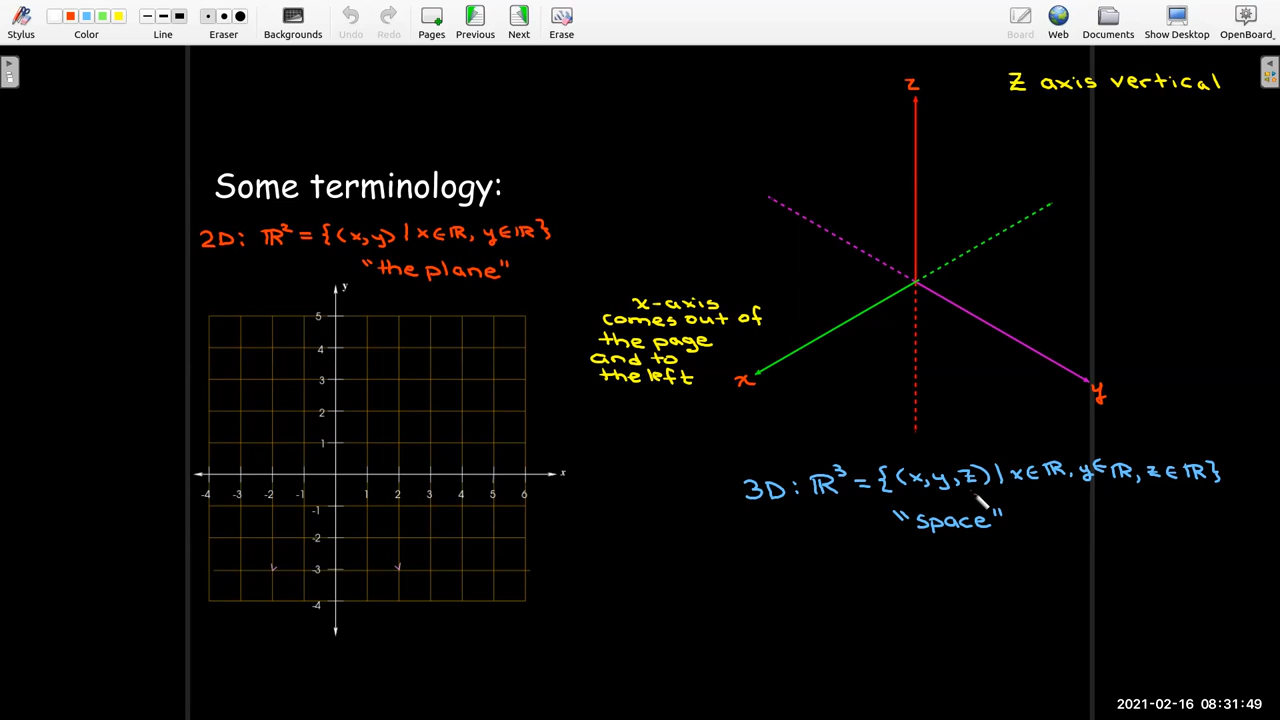 Stylus Color Line Eraser Backgrounds Undo Redo Pages Previous Next Erase Board Web Documents Show Desktop OpenBoard
Z axis vertical
z
Some terminology:
2D: ℝ² = {(x,y) | x∈ℝ, y∈ℝ}
"the plane"
y
5
4
3
2
1
-4 -3 -2 -1 1 2 3 4 5 6
x
-1
-2
-3
-4
x-axis
comes out of
the page
and to
the left
x
y
3D: ℝ³ = {(x,y,z) | x∈ℝ, y∈ℝ, z∈ℝ}
"space"
2021-02-16 08:31:49